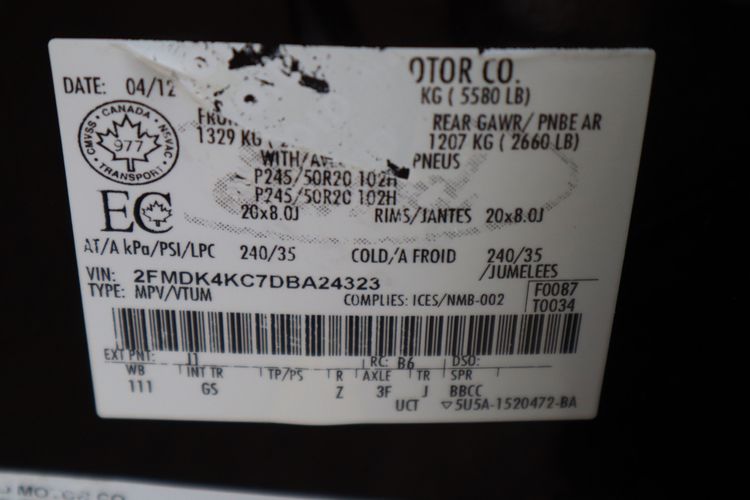 OTOR CO.
DATE: 04/12
KG ( 5580 LB)
CMVSS · CANADA · NSVAC
977
TRANSPORT
REAR GAWR/ PNBE AR
1329 KG
1207 KG ( 2660 LB)
WITH/AVEC PNEUS
P245/50R20 102H
P245/50R20 102H
EC
20x8.0J RIMS/JANTES 20x8.0J
AT/A kPa/PSI/LPC 240/35 COLD/A FROID 240/35
/JUMELEES
VIN: 2FMDK4KC7DBA24323
TYPE: MPV/VTUM COMPLIES: ICES/NMB-002
F0087
T0034
EXT PNT: J1 RC: B6 DSO:
WB INT TR TP/PS R AXLE TR SPR
111 GS Z 3F J BBCC
UCT ▽5U5A-1520472-BA